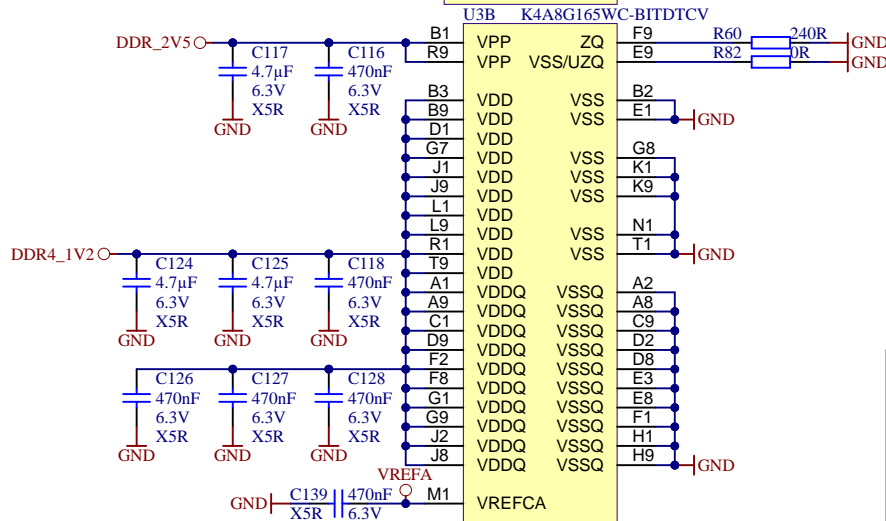 U3B K4A8G165WC-BITDTCV
DDR_2V5
C117
4.7µF
6.3V
X5R
GND
C116
470nF
6.3V
X5R
GND
B1 VPP ZQ F9 R60 240R GND
R9 VPP VSS/UZQ E9 R82 0R GND
B3 VDD VSS B2
B9 VDD VSS E1 GND
D1 VDD
G7 VDD VSS G8
J1 VDD VSS K1
J9 VDD VSS K9
L1 VDD
L9 VDD VSS N1
R1 VDD VSS T1 GND
T9 VDD
DDR4_1V2
C124
4.7µF
6.3V
X5R
GND
C125
4.7µF
6.3V
X5R
GND
C118
470nF
6.3V
X5R
GND
A1 VDDQ VSSQ A2
A9 VDDQ VSSQ A8
C1 VDDQ VSSQ C9
D9 VDDQ VSSQ D2
F2 VDDQ VSSQ D8
F8 VDDQ VSSQ E3
G1 VDDQ VSSQ E8
G9 VDDQ VSSQ F1
J2 VDDQ VSSQ H1
J8 VDDQ VSSQ H9 GND
C126
470nF
6.3V
X5R
GND
C127
470nF
6.3V
X5R
GND
C128
470nF
6.3V
X5R
GND
VREFA
GND C139 470nF M1 VREFCA
X5R 6.3V